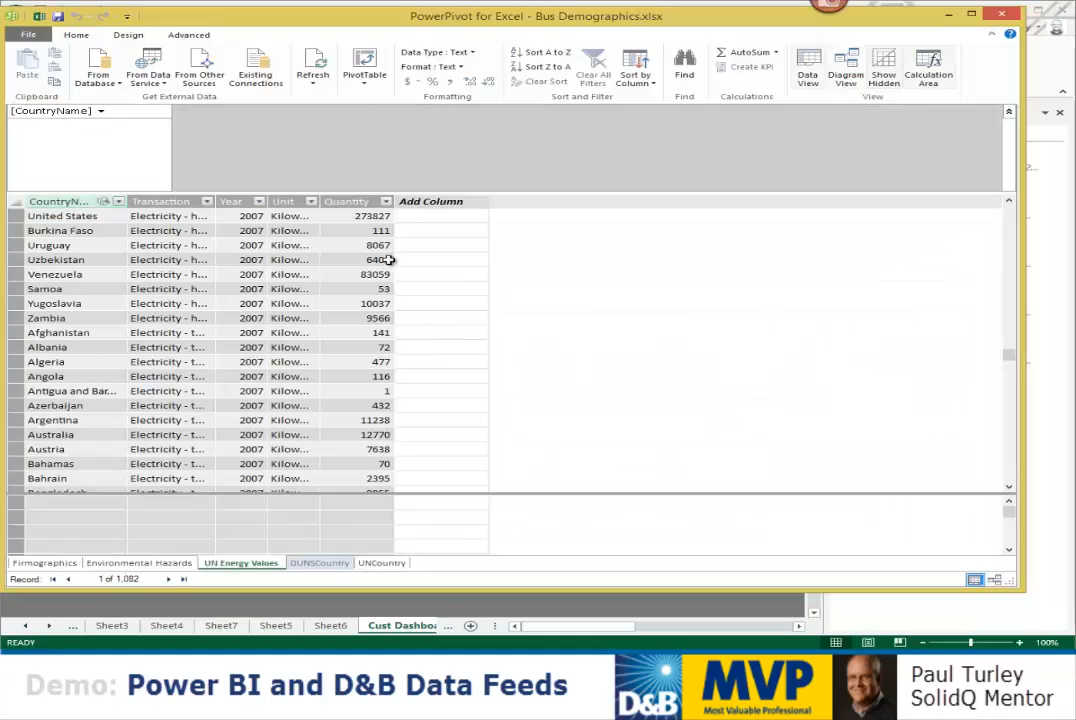 PowerPivot for Excel - Bus Demographics.xlsx
File Home Design Advanced
Paste
From Database
From Data Service
From Other Sources
Existing Connections
Refresh
PivotTable
Data Type : Text
Format : Text
$ % ,
Sort A to Z
Sort Z to A
Clear Sort
Clear All Filters
Sort by Column
Find
AutoSum
Create KPI
Data View
Diagram View
Show Hidden
Calculation Area
Clipboard Get External Data Formatting Sort and Filter Find Calculations View
[CountryName]
CountryN... Transaction Year Unit Quantity Add Column
United States Electricity - h... 2007 Kilow... 273827
Burkina Faso Electricity - h... 2007 Kilow... 111
Uruguay Electricity - h... 2007 Kilow... 8067
Uzbekistan Electricity - h... 2007 Kilow...
Venezuela Electricity - h... 2007 Kilow... 83059
Samoa Electricity - h... 2007 Kilow... 53
Yugoslavia Electricity - h... 2007 Kilow... 10037
Zambia Electricity - h... 2007 Kilow... 9566
Afghanistan Electricity - t... 2007 Kilow... 141
Albania Electricity - t... 2007 Kilow... 72
Algeria Electricity - t... 2007 Kilow... 477
Angola Electricity - t... 2007 Kilow... 116
Antigua and Bar... Electricity - t... 2007 Kilow... 1
Azerbaijan Electricity - t... 2007 Kilow... 432
Argentina Electricity - t... 2007 Kilow... 11238
Australia Electricity - t... 2007 Kilow... 12770
Austria Electricity - t... 2007 Kilow... 7638
Bahamas Electricity - t... 2007 Kilow... 70
Bahrain Electricity - t... 2007 Kilow... 2395
Firmographics Environmental Hazards UN Energy Values DUNSCountry UNCountry
Record: 1 of 1,082
... Sheet3 Sheet4 Sheet7 Sheet5 Sheet6 Cust Dashboa ...
READY 100%
Demo: Power BI and D&B Data Feeds
D&B
MVP
Most Valuable Professional
Paul Turley
SolidQ Mentor